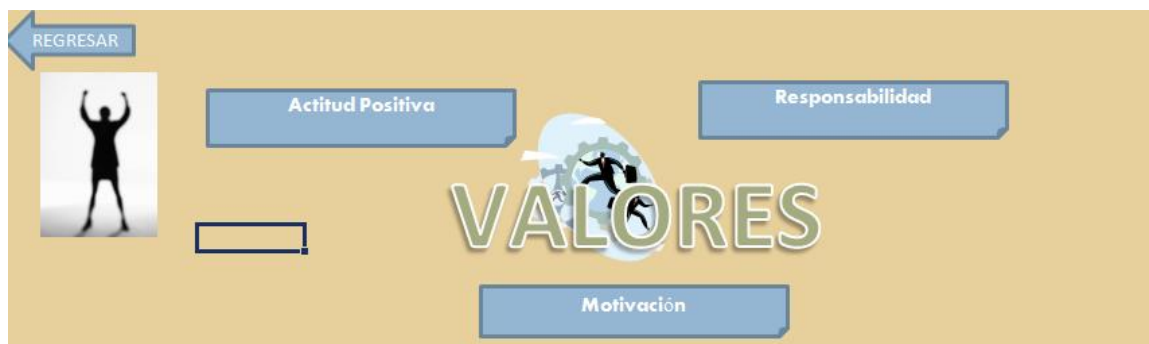 REGRESAR
Actitud Positiva
Responsabilidad
VALORES
Motivación